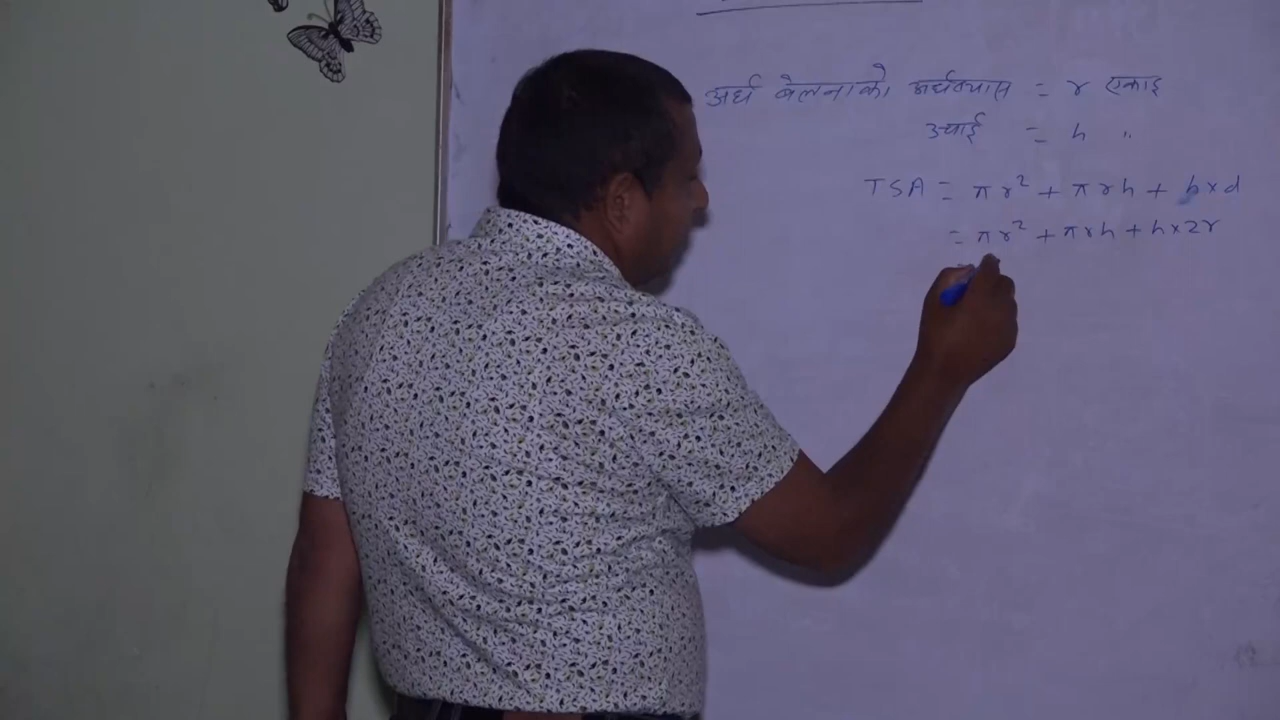 अर्ध बेलनाको अर्धव्यास = r एकाइ
उचाई = h "
TSA = πr² + πrh + h×d
= πr² + πrh + h×2r